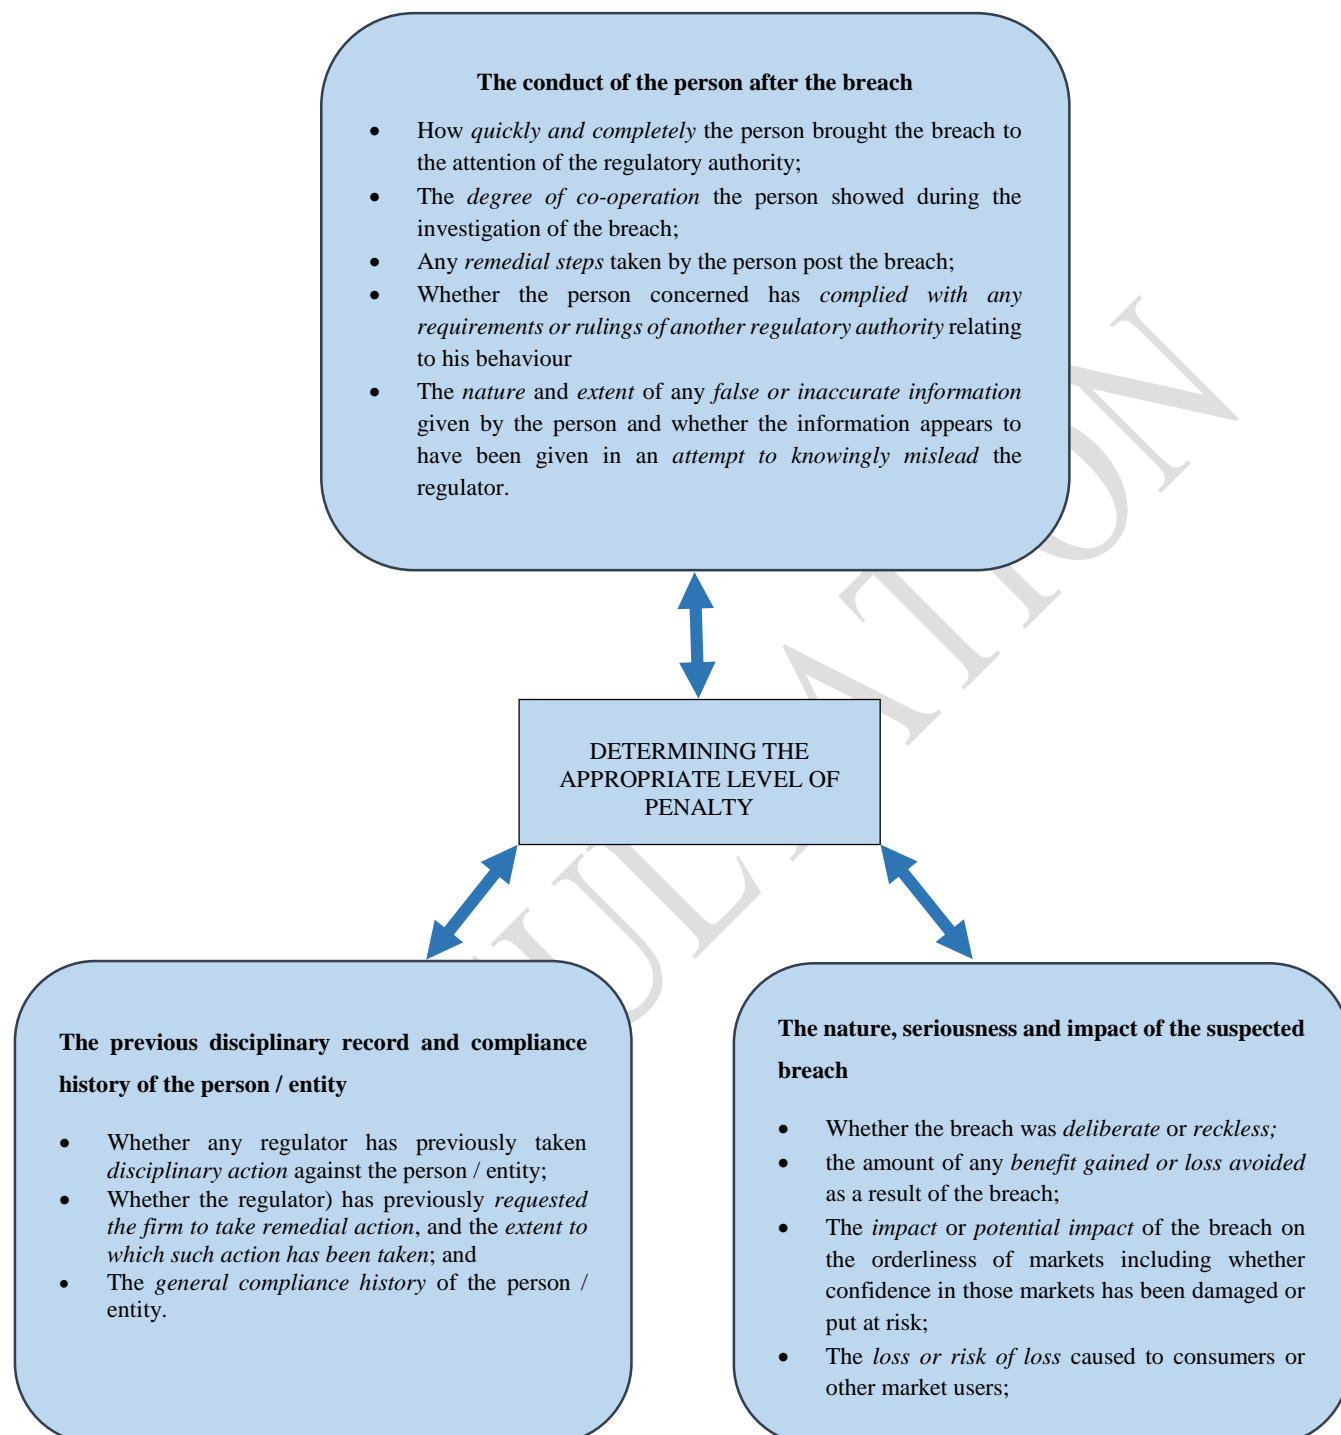 The conduct of the person after the breach
• How quickly and completely the person brought the breach to
the attention of the regulatory authority;
• The degree of co-operation the person showed during the
investigation of the breach;
• Any remedial steps taken by the person post the breach;
• Whether the person concerned has complied with any
requirements or rulings of another regulatory authority relating
to his behaviour
• The nature and extent of any false or inaccurate information
given by the person and whether the information appears to
have been given in an attempt to knowingly mislead the
regulator.
DETERMINING THE
APPROPRIATE LEVEL OF
PENALTY
The previous disciplinary record and compliance
history of the person / entity
• Whether any regulator has previously taken
disciplinary action against the person / entity;
• Whether the regulator) has previously requested
the firm to take remedial action, and the extent to
which such action has been taken; and
• The general compliance history of the person /
entity.
The nature, seriousness and impact of the suspected
breach
• Whether the breach was deliberate or reckless;
• the amount of any benefit gained or loss avoided
as a result of the breach;
• The impact or potential impact of the breach on
the orderliness of markets including whether
confidence in those markets has been damaged or
put at risk;
• The loss or risk of loss caused to consumers or
other market users;